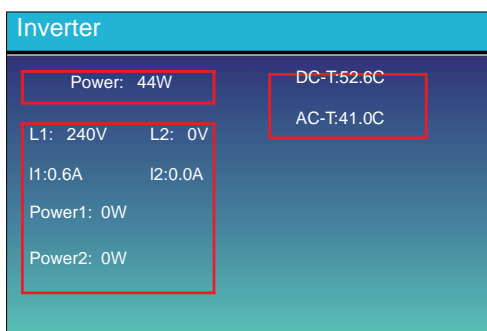 Inverter
Power: 44W
DC-T:52.6C
AC-T:41.0C
L1: 240V L2: 0V
I1:0.6A I2:0.0A
Power1: 0W
Power2: 0W